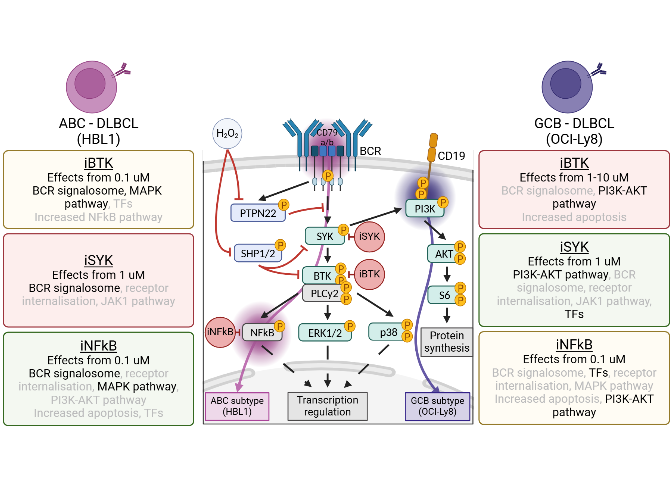 ABC - DLBCL
(HBL1)
iBTK
Effects from 0.1 uM
BCR signalosome, MAPK
pathway, TFs
Increased NFkB pathway
iSYK
Effects from 1 uM
BCR signalosome, receptor
internalisation, JAK1 pathway
iNFkB
Effects from 0.1 uM
BCR signalosome, receptor
internalisation, MAPK pathway,
PI3K-AKT pathway
Increased apoptosis, TFs
H₂O₂
CD79
a/b
BCR
CD19
P
P
P
PTPN22
P
PI3K
P
SYK
P
iSYK
SHP1/2
P
AKT
P
P
BTK
P
P
iBTK
PLCy2
P
P
S6
P
P
iNFkB
NFkB
P
ERK1/2
P
p38
P
P
Protein
synthesis
ABC subtype
(HBL1)
Transcription
regulation
GCB subtype
(OCI-Ly8)
GCB - DLBCL
(OCI-Ly8)
iBTK
Effects from 1-10 uM
BCR signalosome, PI3K-AKT
pathway
Increased apoptosis
iSYK
Effects from 1 uM
PI3K-AKT pathway, BCR
signalosome, receptor
internalisation, JAK1 pathway,
TFs
iNFkB
Effects from 0.1 uM
BCR signalosome, TFs, receptor
internalisation, MAPK pathway
Increased apoptosis, PI3K-AKT
pathway